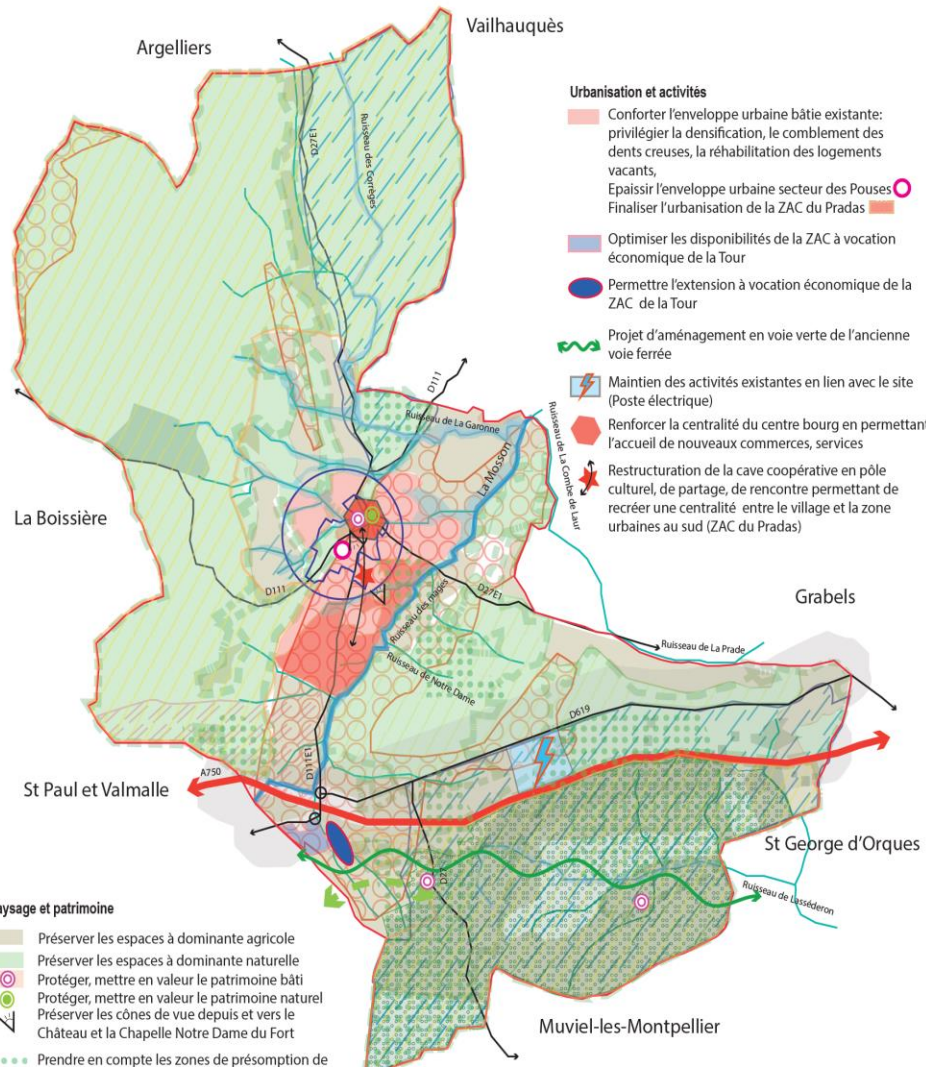 Vailhauquès
Argelliers
D27E1
Ruisseau des Corrèges
Urbanisation et activités
Conforter l'enveloppe urbaine bâtie existante:
privilégier la densification, le comblement des
dents creuses, la réhabilitation des logements
vacants,
Epaissir l'enveloppe urbaine secteur des Pouses
Finaliser l'urbanisation de la ZAC du Pradas
Optimiser les disponibilités de la ZAC à vocation
économique de la Tour
Permettre l'extension à vocation économique de la
ZAC de la Tour
Projet d'aménagement en voie verte de l'ancienne
voie ferrée
Maintien des activités existantes en lien avec le site
(Poste électrique)
Renforcer la centralité du centre bourg en permettant
l'accueil de nouveaux commerces, services
Restructuration de la cave coopérative en pôle
culturel, de partage, de rencontre permettant de
recréer une centralité entre le village et la zone
urbaines au sud (ZAC du Pradas)
D111
Ruisseau de La Garonne
Ruisseau de La Combe de Laur
La Mosson
La Boissière
D111
D27E1
Ruisseau des mages
Grabels
Ruisseau de La Prade
Ruisseau de Notre Dame
D619
D111E1
A750
St Paul et Valmalle
St George d'Orques
D27
Ruisseau de Lasséderon
Muviel-les-Montpellier
aysage et patrimoine
Préserver les espaces à dominante agricole
Préserver les espaces à dominante naturelle
Protéger, mettre en valeur le patrimoine bâti
Protéger, mettre en valeur le patrimoine naturel
Préserver les cônes de vue depuis et vers le
Château et la Chapelle Notre Dame du Fort
Prendre en compte les zones de présomption de